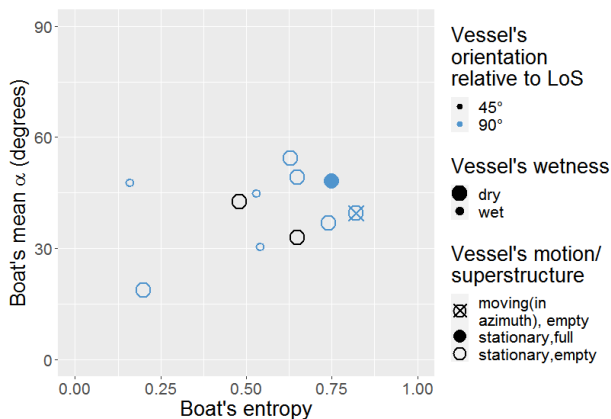 90
60
30
0
0.00
0.25
0.50
0.75
1.00
Boat's mean α (degrees)
Boat's entropy
Vessel's
orientation
relative to LoS
45°
90°
Vessel's wetness
dry
wet
Vessel's motion/
superstructure
moving(in
azimuth), empty
stationary,full
stationary,empty